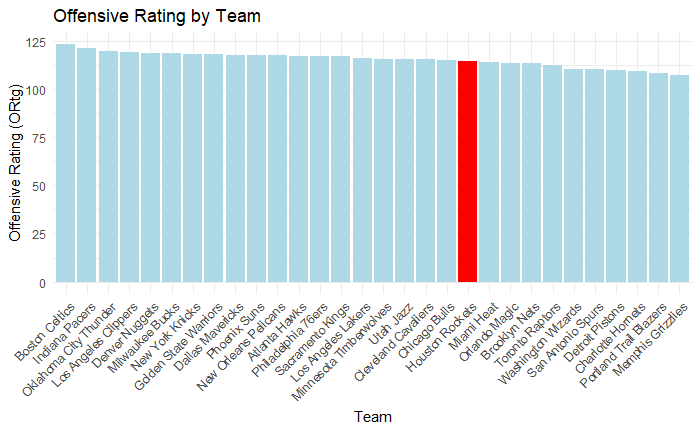 Offensive Rating by Team
Offensive Rating (ORtg)
125
100
75
50
25
0
Boston Celtics
Indiana Pacers
Oklahoma City Thunder
Los Angeles Clippers
Denver Nuggets
Milwaukee Bucks
New York Knicks
Golden State Warriors
Dallas Mavericks
Phoenix Suns
New Orleans Pelicans
Atlanta Hawks
Philadelphia 76ers
Sacramento Kings
Los Angeles Lakers
Minnesota Timberwolves
Utah Jazz
Cleveland Cavaliers
Chicago Bulls
Houston Rockets
Miami Heat
Orlando Magic
Brooklyn Nets
Toronto Raptors
Washington Wizards
San Antonio Spurs
Detroit Pistons
Charlotte Hornets
Portland Trail Blazers
Memphis Grizzlies
Team